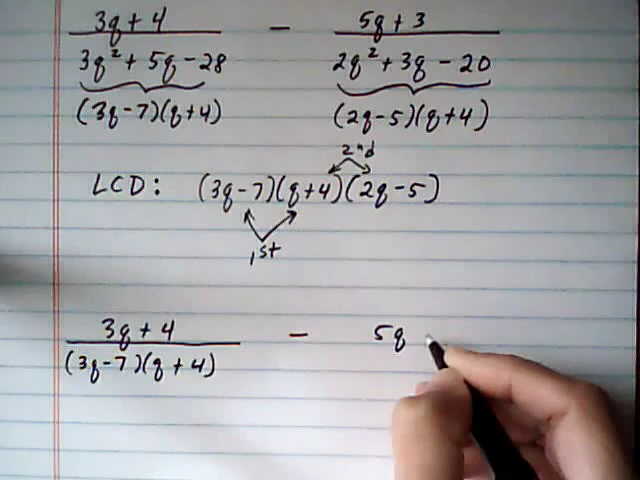 3q + 4 - 5q + 3
3q² + 5q - 28 2q² + 3q - 20
(3q - 7)(q + 4) (2q - 5)(q + 4)
2nd
LCD: (3q - 7)(q + 4)(2q - 5)
1st
3q + 4 - 5q
(3q - 7)(q + 4)